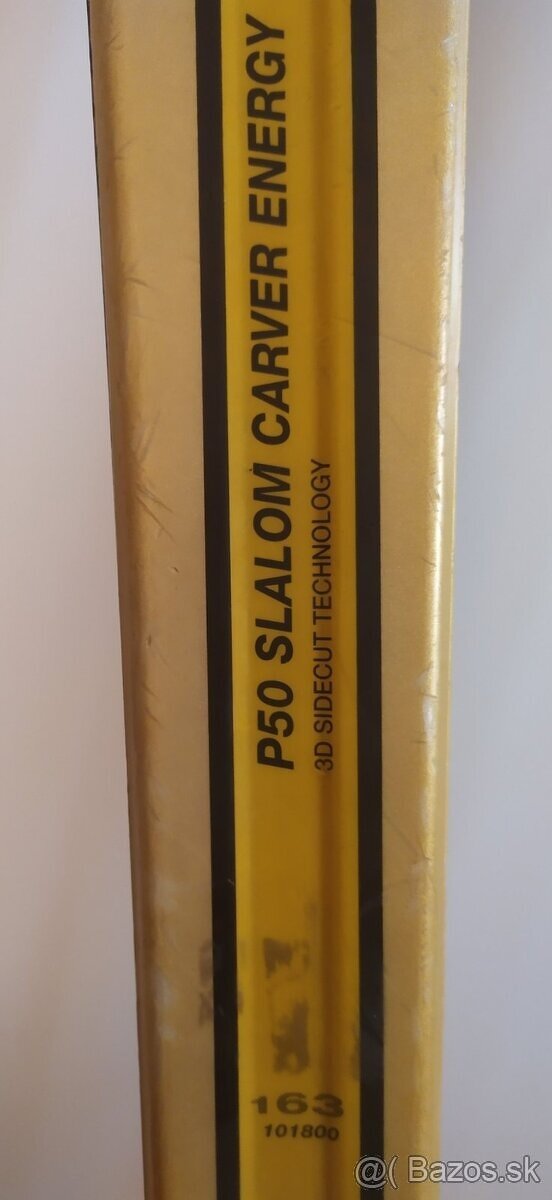 P50 SLALOM CARVER ENERGY
3D SIDECUT TECHNOLOGY
163
101800
@( Bazos.sk